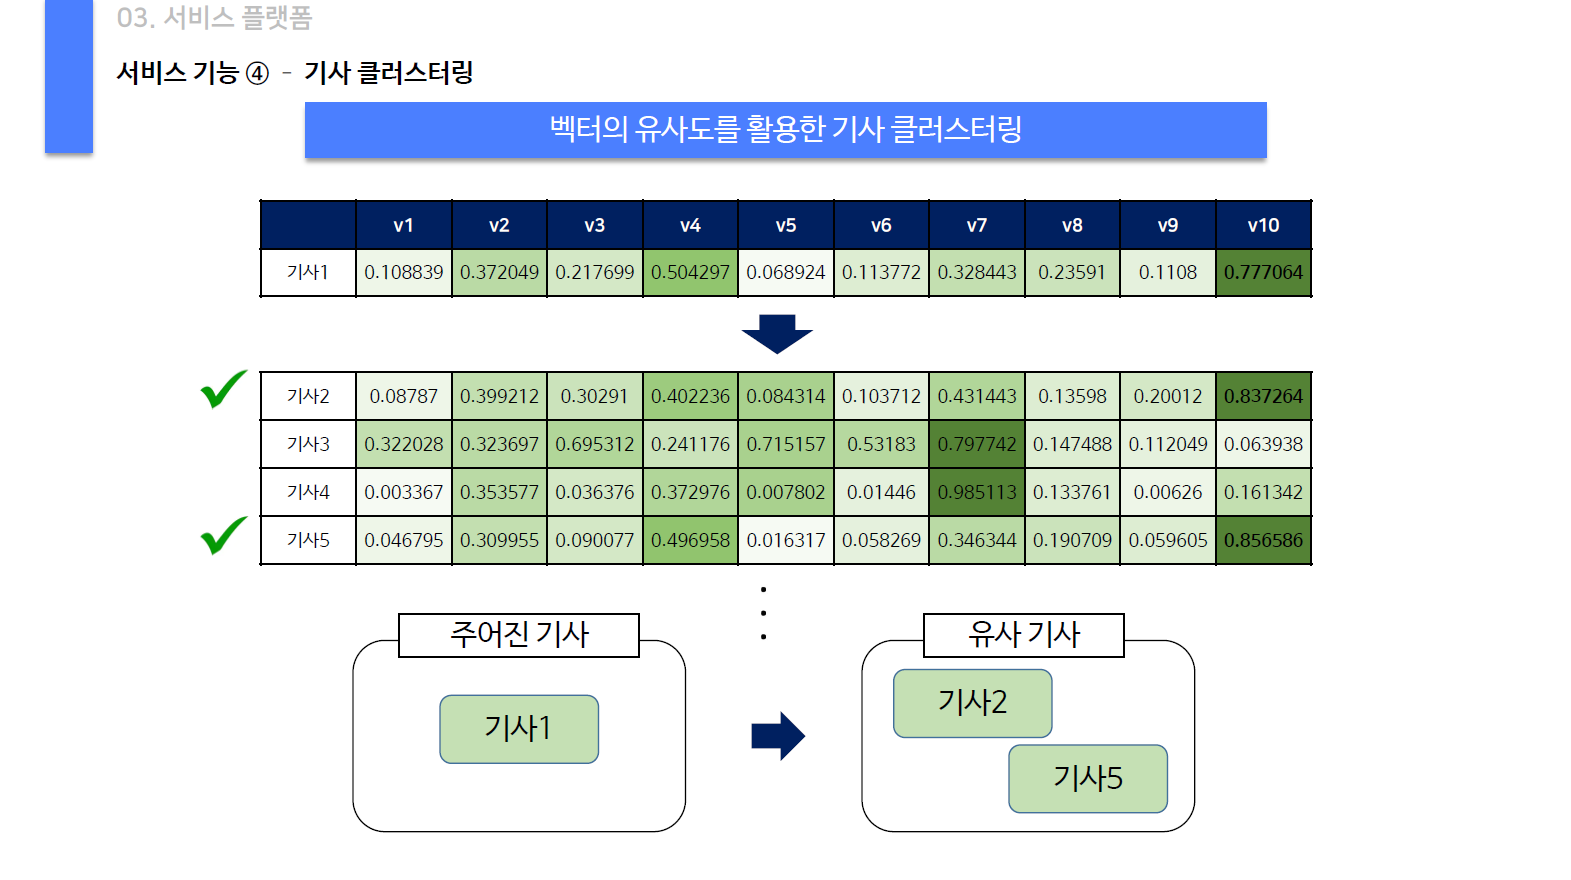 03. 서비스 플랫폼
서비스 기능 ④ - 기사 클러스터링
벡터의 유사도를 활용한 기사 클러스터링
v1 v2 v3 v4 v5 v6 v7 v8 v9 v10
기사1 0.108839 0.372049 0.217699 0.504297 0.068924 0.113772 0.328443 0.23591 0.1108 0.777064
기사2 0.08787 0.399212 0.30291 0.402236 0.084314 0.103712 0.431443 0.13598 0.20012 0.837264
기사3 0.322028 0.323697 0.695312 0.241176 0.715157 0.53183 0.797742 0.147488 0.112049 0.063938
기사4 0.003367 0.353577 0.036376 0.372976 0.007802 0.01446 0.985113 0.133761 0.00626 0.161342
기사5 0.046795 0.309955 0.090077 0.496958 0.016317 0.058269 0.346344 0.190709 0.059605 0.856586
주어진 기사
기사1
유사 기사
기사2
기사5